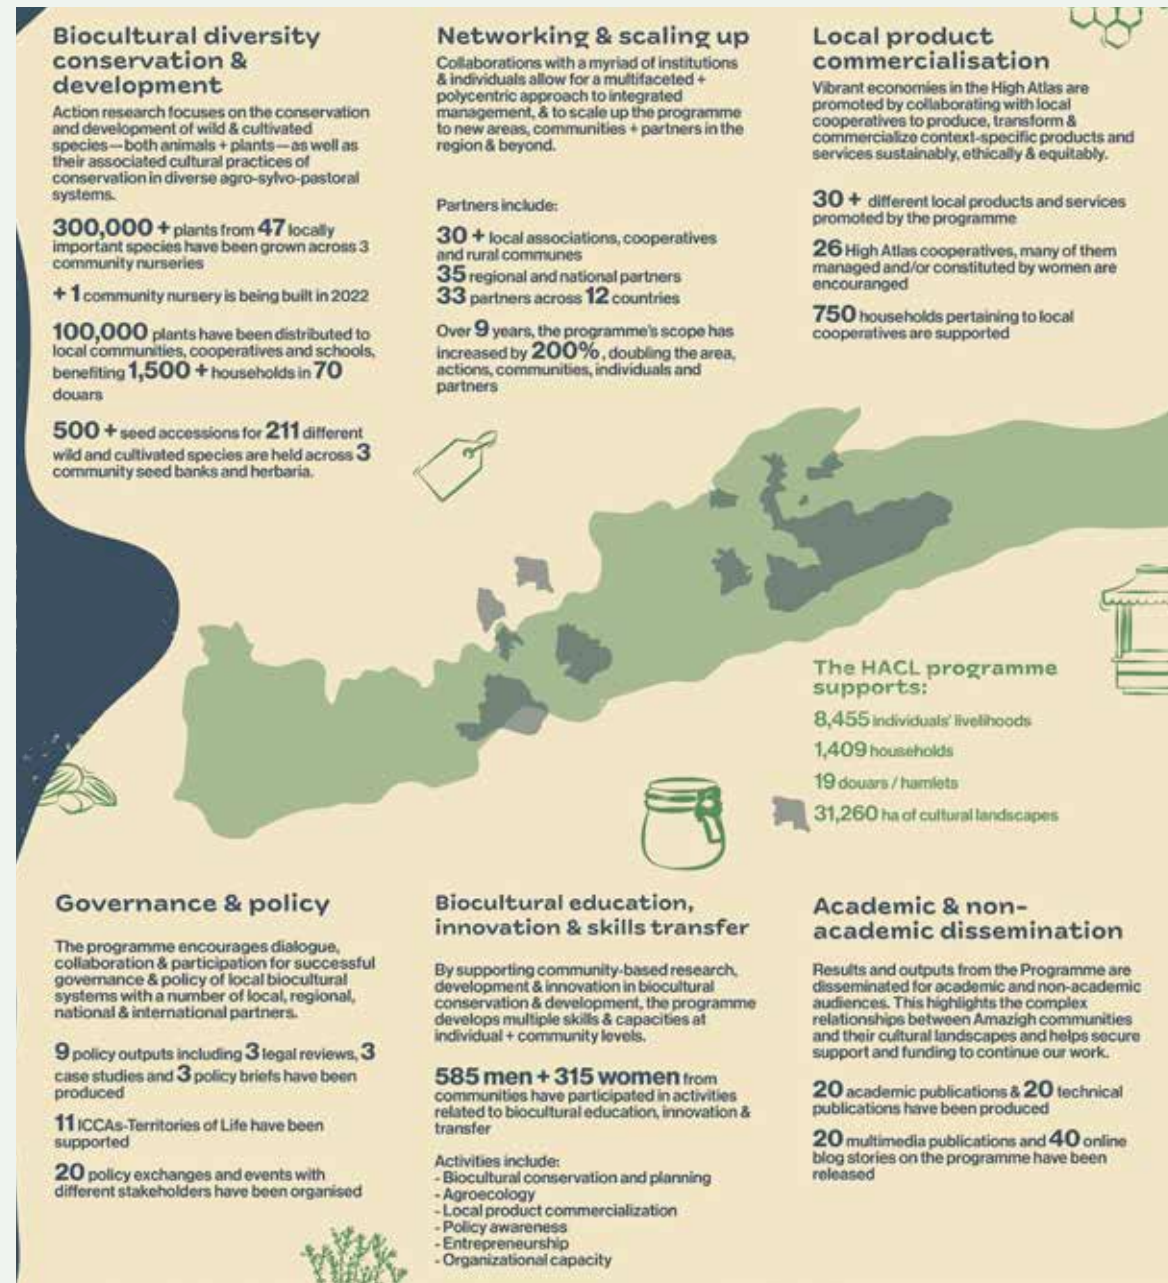 Biocultural diversity
conservation &
development
Action research focuses on the conservation
and development of wild & cultivated
species—both animals + plants—as well as
their associated cultural practices of
conservation in diverse agro-sylvo-pastoral
systems.
300,000 + plants from 47 locally
important species have been grown across 3
community nurseries
+ 1 community nursery is being built in 2022
100,000 plants have been distributed to
local communities, cooperatives and schools,
benefiting 1,500 + households in 70
douars
500 + seed accessions for 211 different
wild and cultivated species are held across 3
community seed banks and herbaria.
Networking & scaling up
Collaborations with a myriad of institutions
& individuals allow for a multifaceted +
polycentric approach to integrated
management, & to scale up the programme
to new areas, communities + partners in the
region & beyond.
Partners include:
30 + local associations, cooperatives
and rural communes
35 regional and national partners
33 partners across 12 countries
Over 9 years, the programme's scope has
increased by 200%, doubling the area,
actions, communities, individuals and
partners
Local product
commercialisation
Vibrant economies in the High Atlas are
promoted by collaborating with local
cooperatives to produce, transform &
commercialize context-specific products and
services sustainably, ethically & equitably.
30 + different local products and services
promoted by the programme
26 High Atlas cooperatives, many of them
managed and/or constituted by women are
encouranged
750 households pertaining to local
cooperatives are supported
The HACL programme
supports:
8,455 individuals' livelihoods
1,409 households
19 douars / hamlets
31,260 ha of cultural landscapes
Governance & policy
The programme encourages dialogue,
collaboration & participation for successful
governance & policy of local biocultural
systems with a number of local, regional,
national & international partners.
9 policy outputs including 3 legal reviews, 3
case studies and 3 policy briefs have been
produced
11 ICCAs-Territories of Life have been
supported
20 policy exchanges and events with
different stakeholders have been organised
Biocultural education,
innovation & skills transfer
By supporting community-based research,
development & innovation in biocultural
conservation & development, the programme
develops multiple skills & capacities at
individual + community levels.
585 men + 315 women from
communities have participated in activities
related to biocultural education, innovation &
transfer
Activities include:
- Biocultural conservation and planning
- Agroecology
- Local product commercialization
- Policy awareness
- Entrepreneurship
- Organizational capacity
Academic & non-
academic dissemination
Results and outputs from the Programme are
disseminated for academic and non-academic
audiences. This highlights the complex
relationships between Amazigh communities
and their cultural landscapes and helps secure
support and funding to continue our work.
20 academic publications & 20 technical
publications have been produced
20 multimedia publications and 40 online
blog stories on the programme have been
released